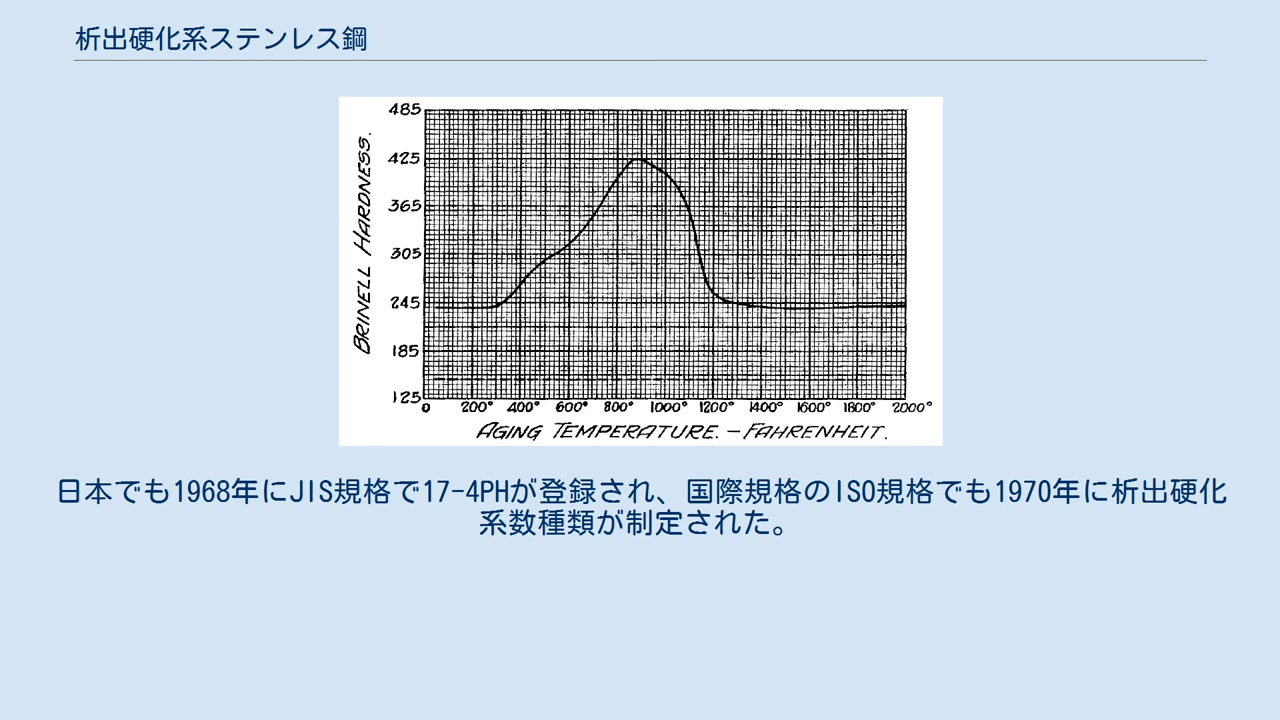 析出硬化系ステンレス鋼
485
425
365
305
245
185
125
BRINELL HARDNESS.
0 200° 400° 600° 800° 1000° 1200° 1400° 1600° 1800° 2000°
AGING TEMPERATURE. – FAHRENHEIT.
日本でも1968年にJIS規格で17-4PHが登録され、国際規格のISO規格でも1970年に析出硬化
系数種類が制定された。